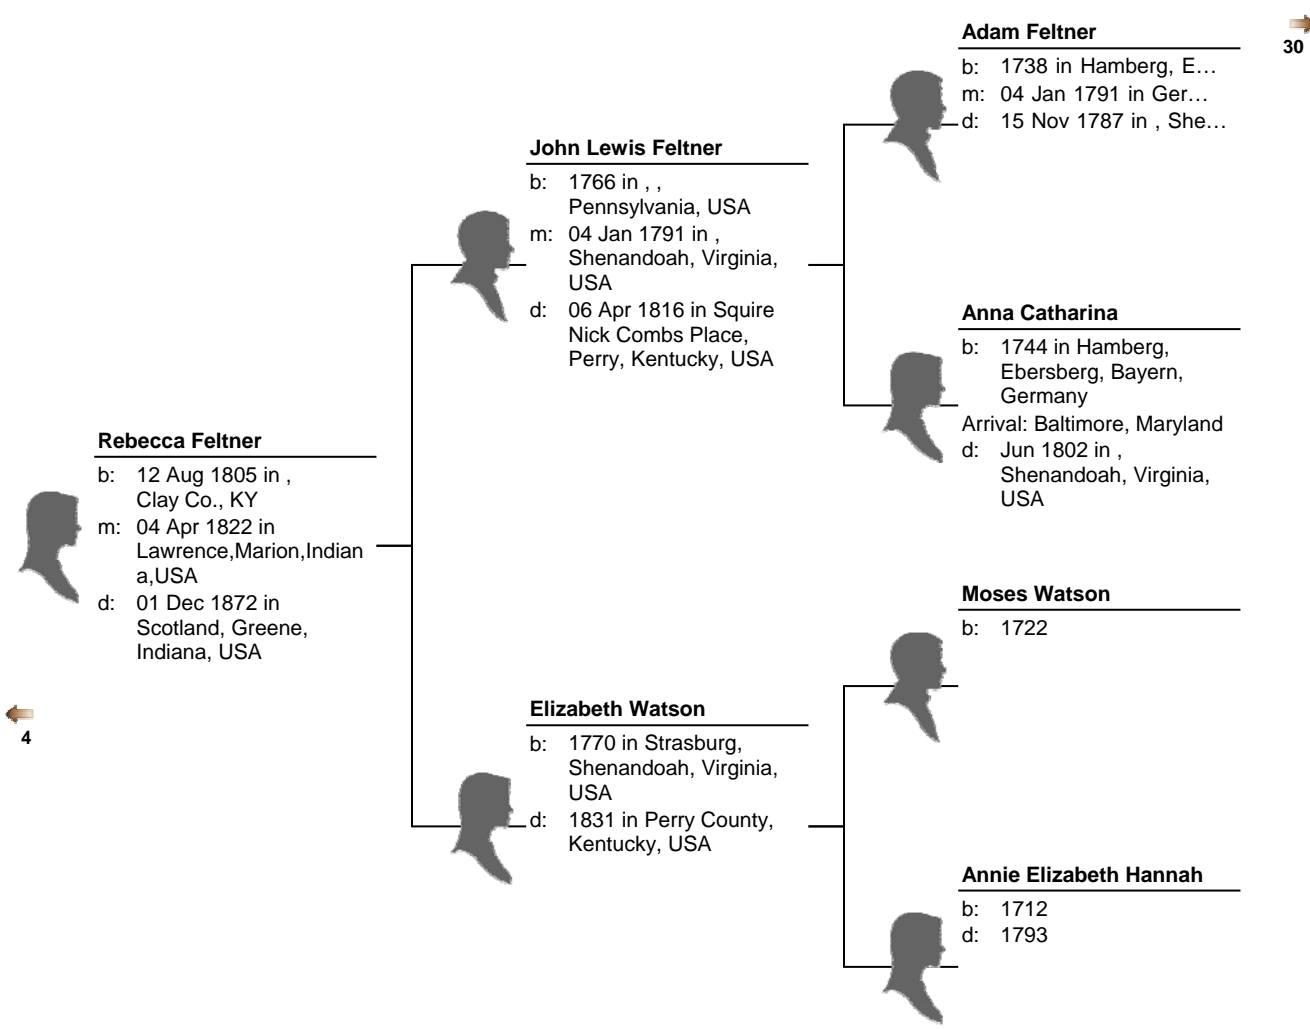 Adam Feltner
b: 1738 in Hamberg, E…
m: 04 Jan 1791 in Ger…
d: 15 Nov 1787 in , She…
30
John Lewis Feltner
b: 1766 in , ,
Pennsylvania, USA
m: 04 Jan 1791 in ,
Shenandoah, Virginia,
USA
d: 06 Apr 1816 in Squire
Nick Combs Place,
Perry, Kentucky, USA
Anna Catharina
b: 1744 in Hamberg,
Ebersberg, Bayern,
Germany
Arrival: Baltimore, Maryland
d: Jun 1802 in ,
Shenandoah, Virginia,
USA
Rebecca Feltner
b: 12 Aug 1805 in ,
Clay Co., KY
m: 04 Apr 1822 in
Lawrence,Marion,Indian
a,USA
d: 01 Dec 1872 in
Scotland, Greene,
Indiana, USA
4
Moses Watson
b: 1722
Elizabeth Watson
b: 1770 in Strasburg,
Shenandoah, Virginia,
USA
d: 1831 in Perry County,
Kentucky, USA
Annie Elizabeth Hannah
b: 1712
d: 1793